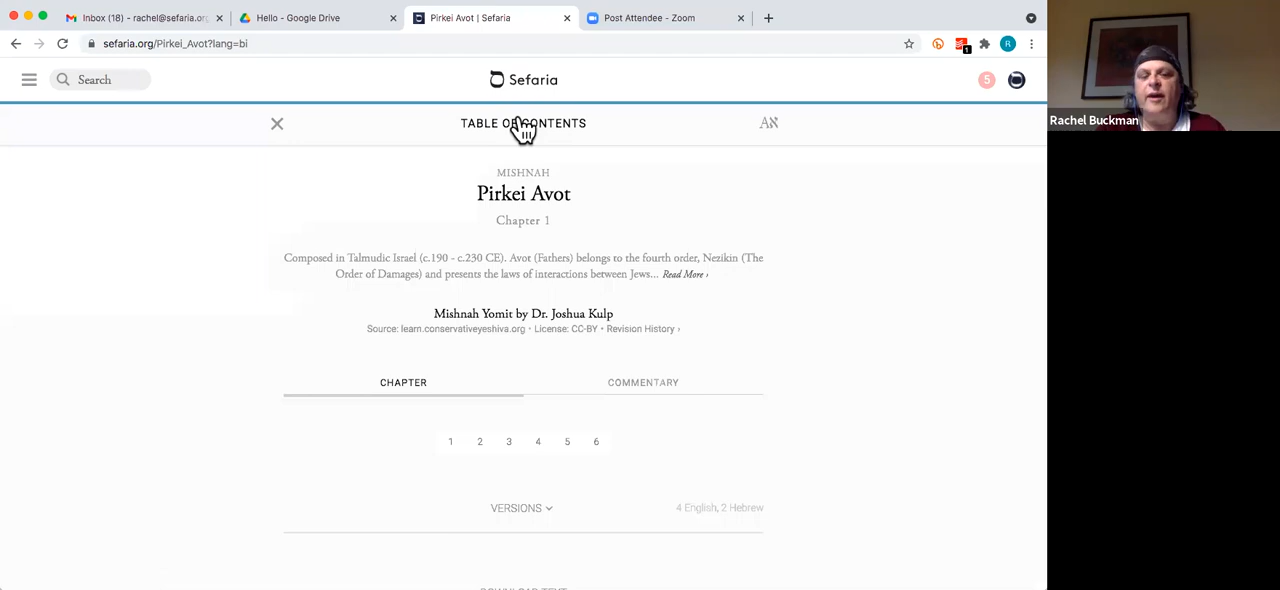 Inbox (18) - rachel@sefaria.org
Hello - Google Drive
Pirkei Avot | Sefaria
Post Attendee - Zoom
sefaria.org/Pirkei_Avot?lang=bi
1
R
Search
Sefaria
5
TABLE OF CONTENTS
Aא
MISHNAH
Pirkei Avot
Chapter 1
Composed in Talmudic Israel (c.190 - c.230 CE). Avot (Fathers) belongs to the fourth order, Nezikin (The
Order of Damages) and presents the laws of interactions between Jews... Read More ›
Mishnah Yomit by Dr. Joshua Kulp
Source: learn.conservativeyeshiva.org • License: CC-BY • Revision History ›
CHAPTER
COMMENTARY
1 2 3 4 5 6
VERSIONS
4 English, 2 Hebrew
Rachel Buckman